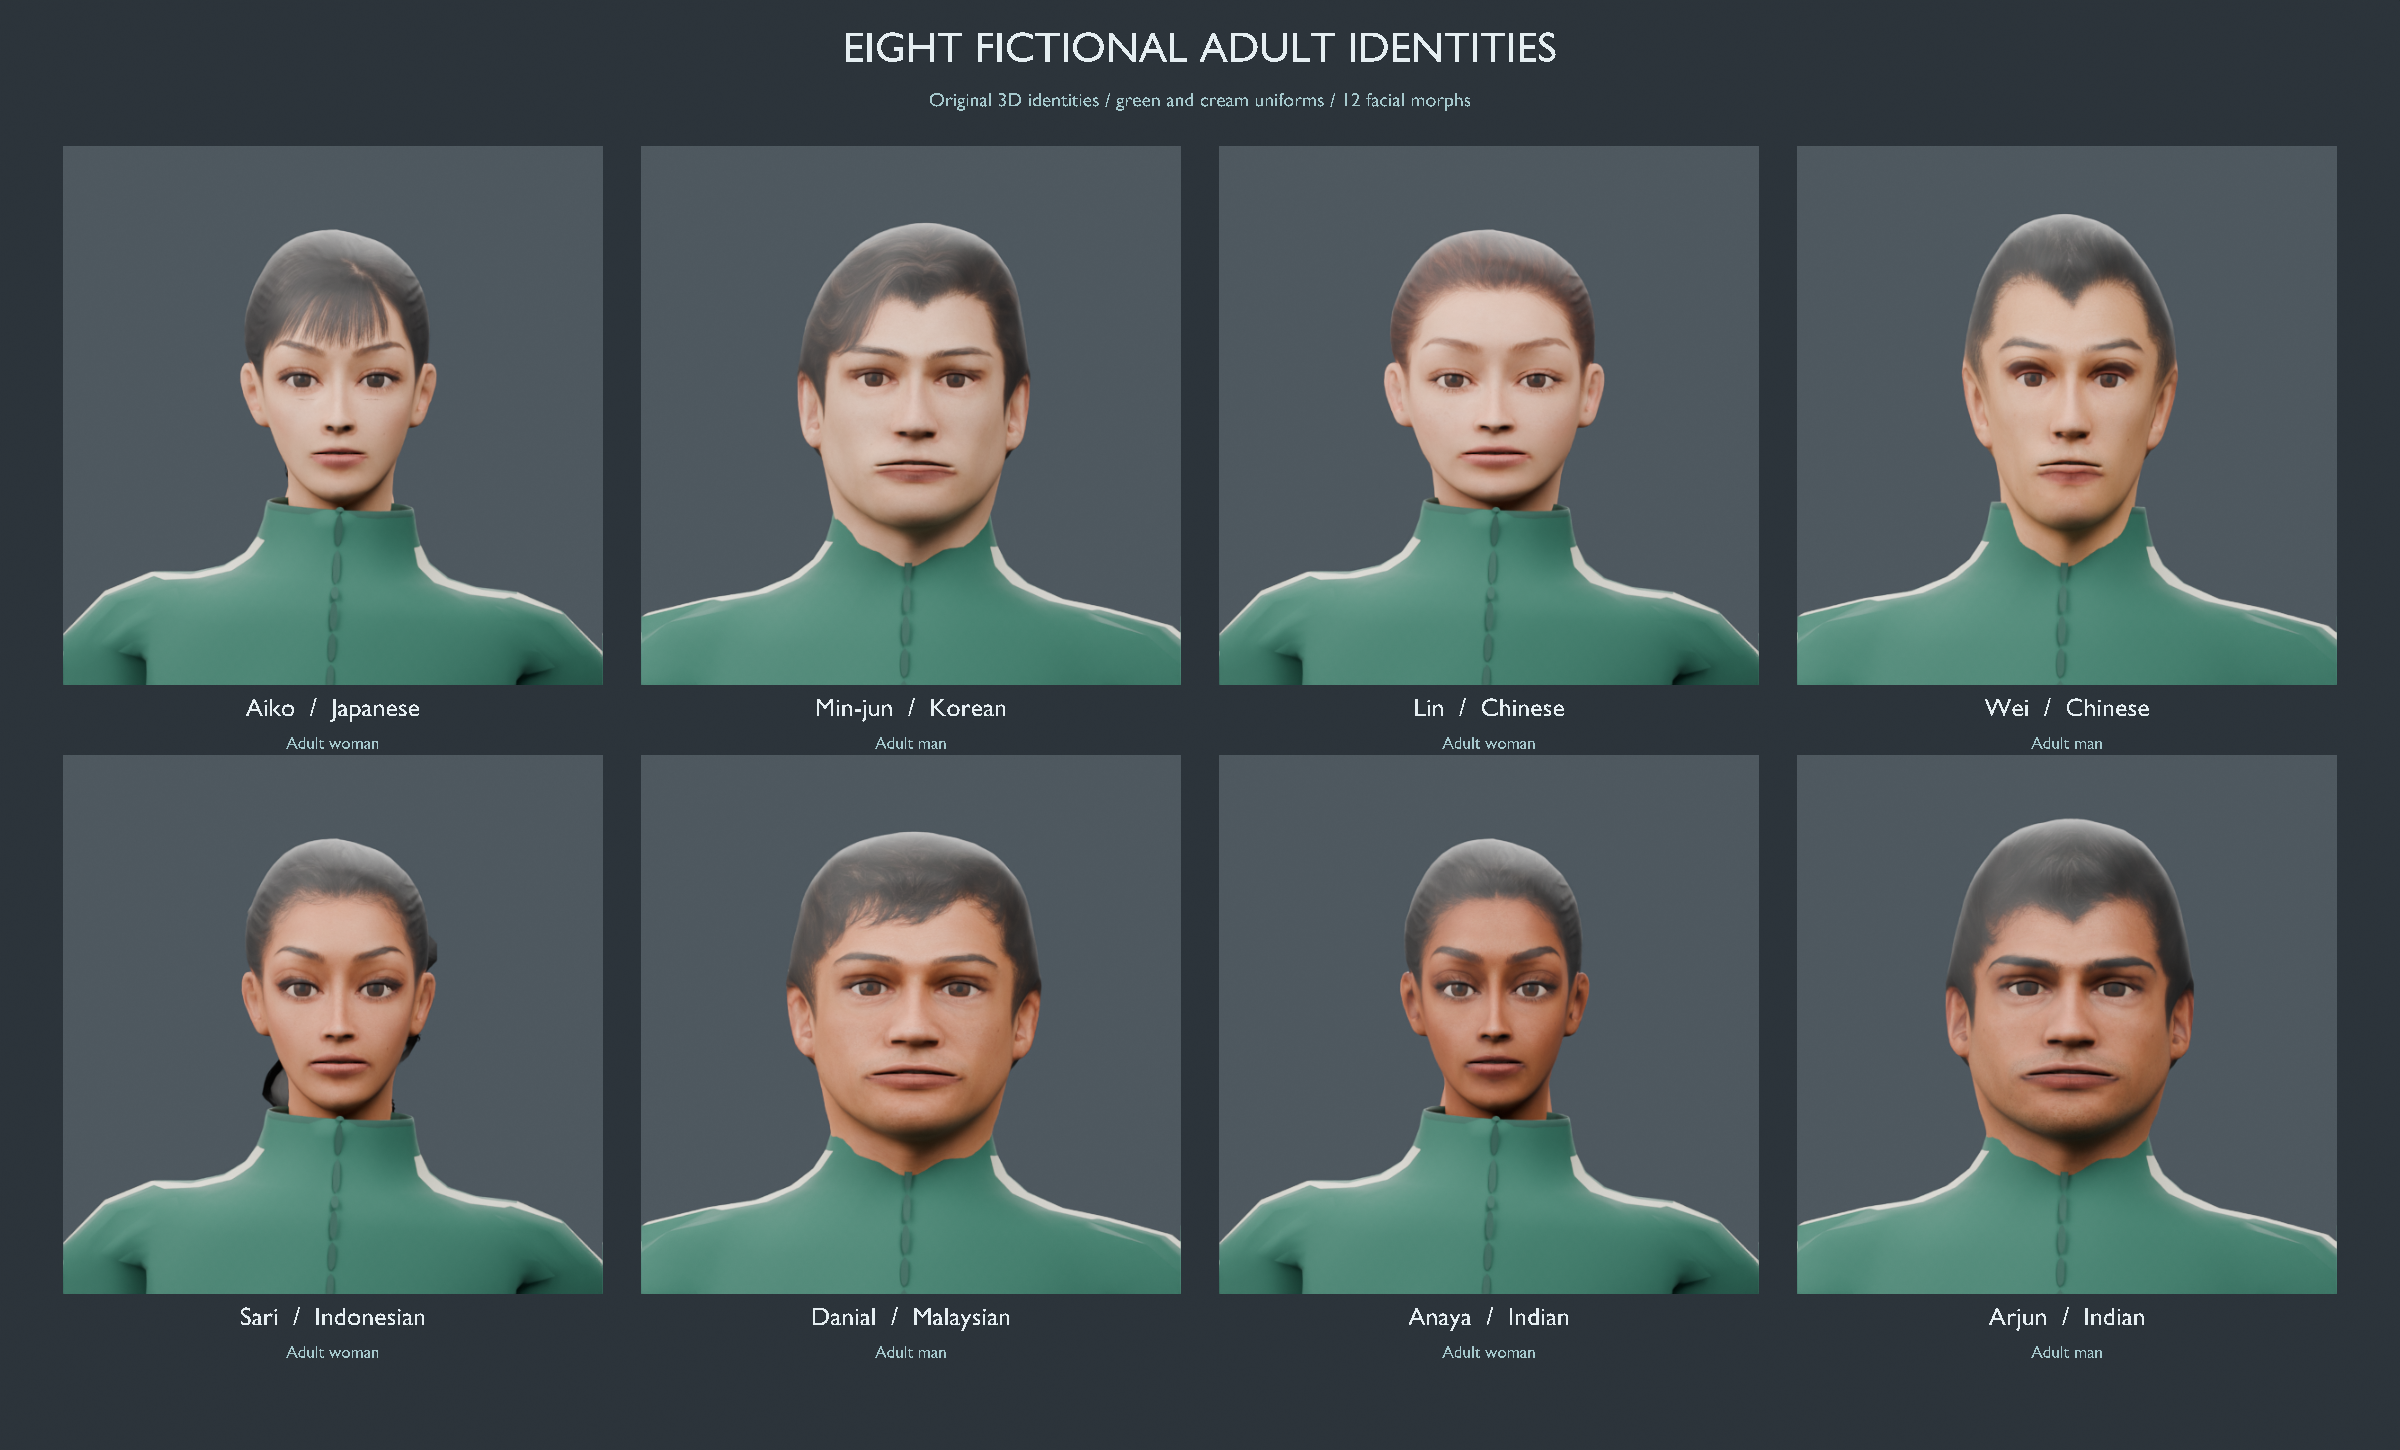 EIGHT FICTIONAL ADULT IDENTITIES
Original 3D identities / green and cream uniforms / 12 facial morphs
Aiko / Japanese
Adult woman
Min-jun / Korean
Adult man
Lin / Chinese
Adult woman
Wei / Chinese
Adult man
Sari / Indonesian
Adult woman
Danial / Malaysian
Adult man
Anaya / Indian
Adult woman
Arjun / Indian
Adult man